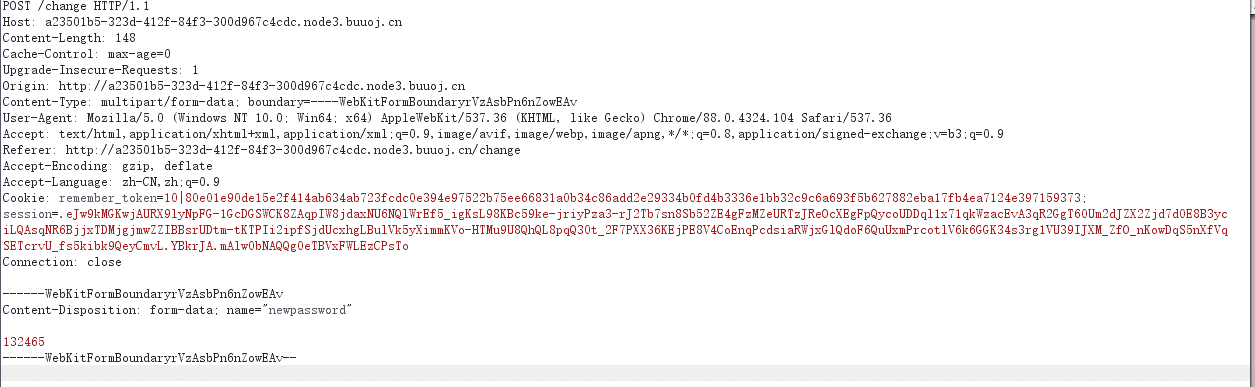 POST /change HTTP/1.1
Host: a23501b5-323d-412f-84f3-300d967c4cdc.node3.buuoj.cn
Content-Length: 148
Cache-Control: max-age=0
Upgrade-Insecure-Requests: 1
Origin: http://a23501b5-323d-412f-84f3-300d967c4cdc.node3.buuoj.cn
Content-Type: multipart/form-data; boundary=----WebKitFormBoundaryrVzAsbPn6nZowEAv
User-Agent: Mozilla/5.0 (Windows NT 10.0; Win64; x64) AppleWebKit/537.36 (KHTML, like Gecko) Chrome/88.0.4324.104 Safari/537.36
Accept: text/html,application/xhtml+xml,application/xml;q=0.9,image/avif,image/webp,image/apng,*/*;q=0.8,application/signed-exchange;v=b3;q=0.9
Referer: http://a23501b5-323d-412f-84f3-300d967c4cdc.node3.buuoj.cn/change
Accept-Encoding: gzip, deflate
Accept-Language: zh-CN,zh;q=0.9
Cookie: remember_token=10|80e01e90de15e2f414ab634ab723fcdc0e394e97522b75ee66831a0b34c86add2e29334b0fd4b3336e1bb32c9c6a693f5b627882eba17fb4ea7124e397159373;
session=.eJw9kMGKwjAURX9lyNpFG-1GcDGSWCK8ZAqpIW8jdaxNU6NQlWrEf5_igKsL98KBc59ke-jriyPza3-rJ2Tb7sn8Sb52ZE4gFzMZeURTzJReOcXEgFpQycoUDDql1x71qkWzacEvA3qR2GgT60Um2dJZX2Zjd7d0E8B3yc
iLQAsqNR6BjjxTDMjgjmwZZIBBsrUDtm-tKTPIi2ipfSjdUcxhgLBulVk5yXimmKVo-HTMu9U8QhQL8pqQ30t_2F7PXX36KEjPE8V4CoEnqPcdsiaRWjxGlQdoF6QuUxmPrcotlV6k6GGK34s3rg1VU39IJXM_ZfO_nKowDqS5nXfVq
SETcrvU_fs5kibk9QeyCmvL.YBkrJA.mAlw0bNAQQg0eTBVxFWLEzCPsTo
Connection: close
------WebKitFormBoundaryrVzAsbPn6nZowEAv
Content-Disposition: form-data; name="newpassword"
132465
------WebKitFormBoundaryrVzAsbPn6nZowEAv--